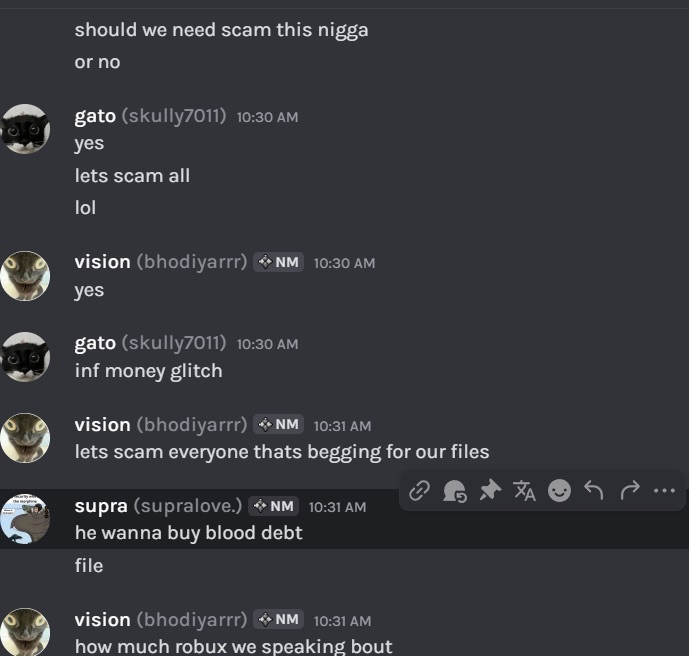 should we need scam this nigga
or no
gato (skully7011) 10:30 AM
yes
lets scam all
lol
vision (bhodiyarrr) NM 10:30 AM
yes
gato (skully7011) 10:30 AM
inf money glitch
vision (bhodiyarrr) NM 10:31 AM
lets scam everyone thats begging for our files
supra (supralove.) NM 10:31 AM
he wanna buy blood debt
file
vision (bhodiyarrr) NM 10:31 AM
how much robux we speaking bout